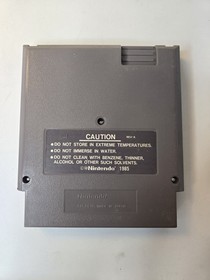 CAUTION
●DO NOT STORE IN EXTREME TEMPERATURES.
●DO NOT IMMERSE IN WATER.
●DO NOT CLEAN WITH BENZENE, THINNER,
ALCOHOL OR OTHER SUCH SOLVENTS.
©Nintendo 1985
Nintendo